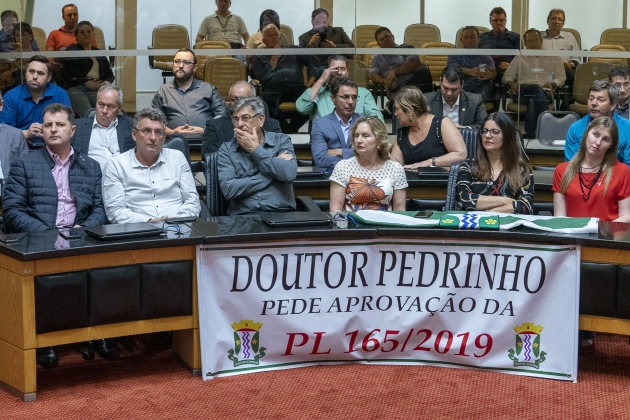 DOUTOR PEDRINHO
PEDE APROVAÇÃO DA
PL 165/2019